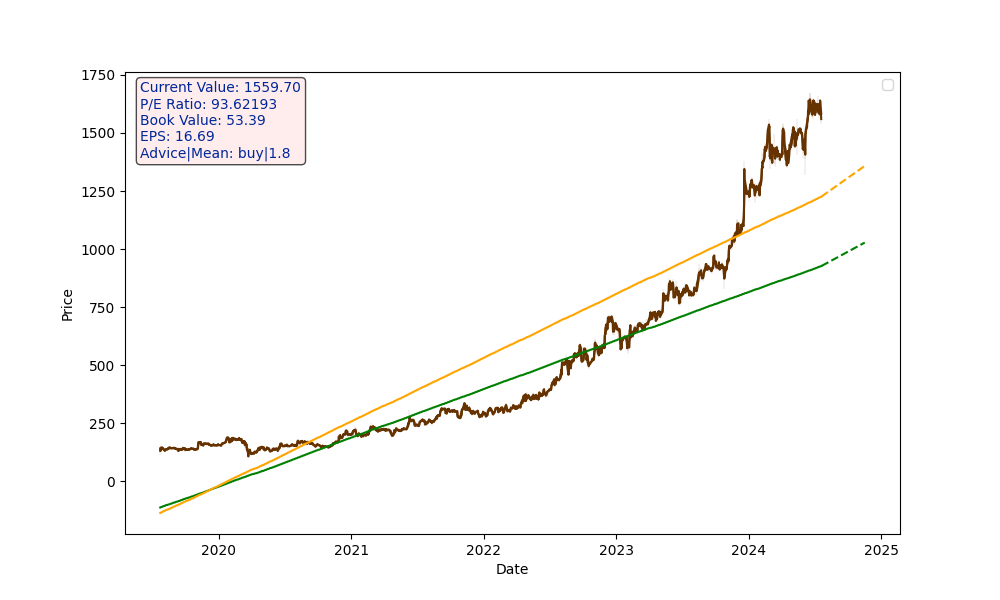 Current Value: 1559.70
P/E Ratio: 93.62193
Book Value: 53.39
EPS: 16.69
Advice|Mean: buy|1.8
1750
1500
1250
1000
750
500
250
0
Price
2020 2021 2022 2023 2024 2025
Date